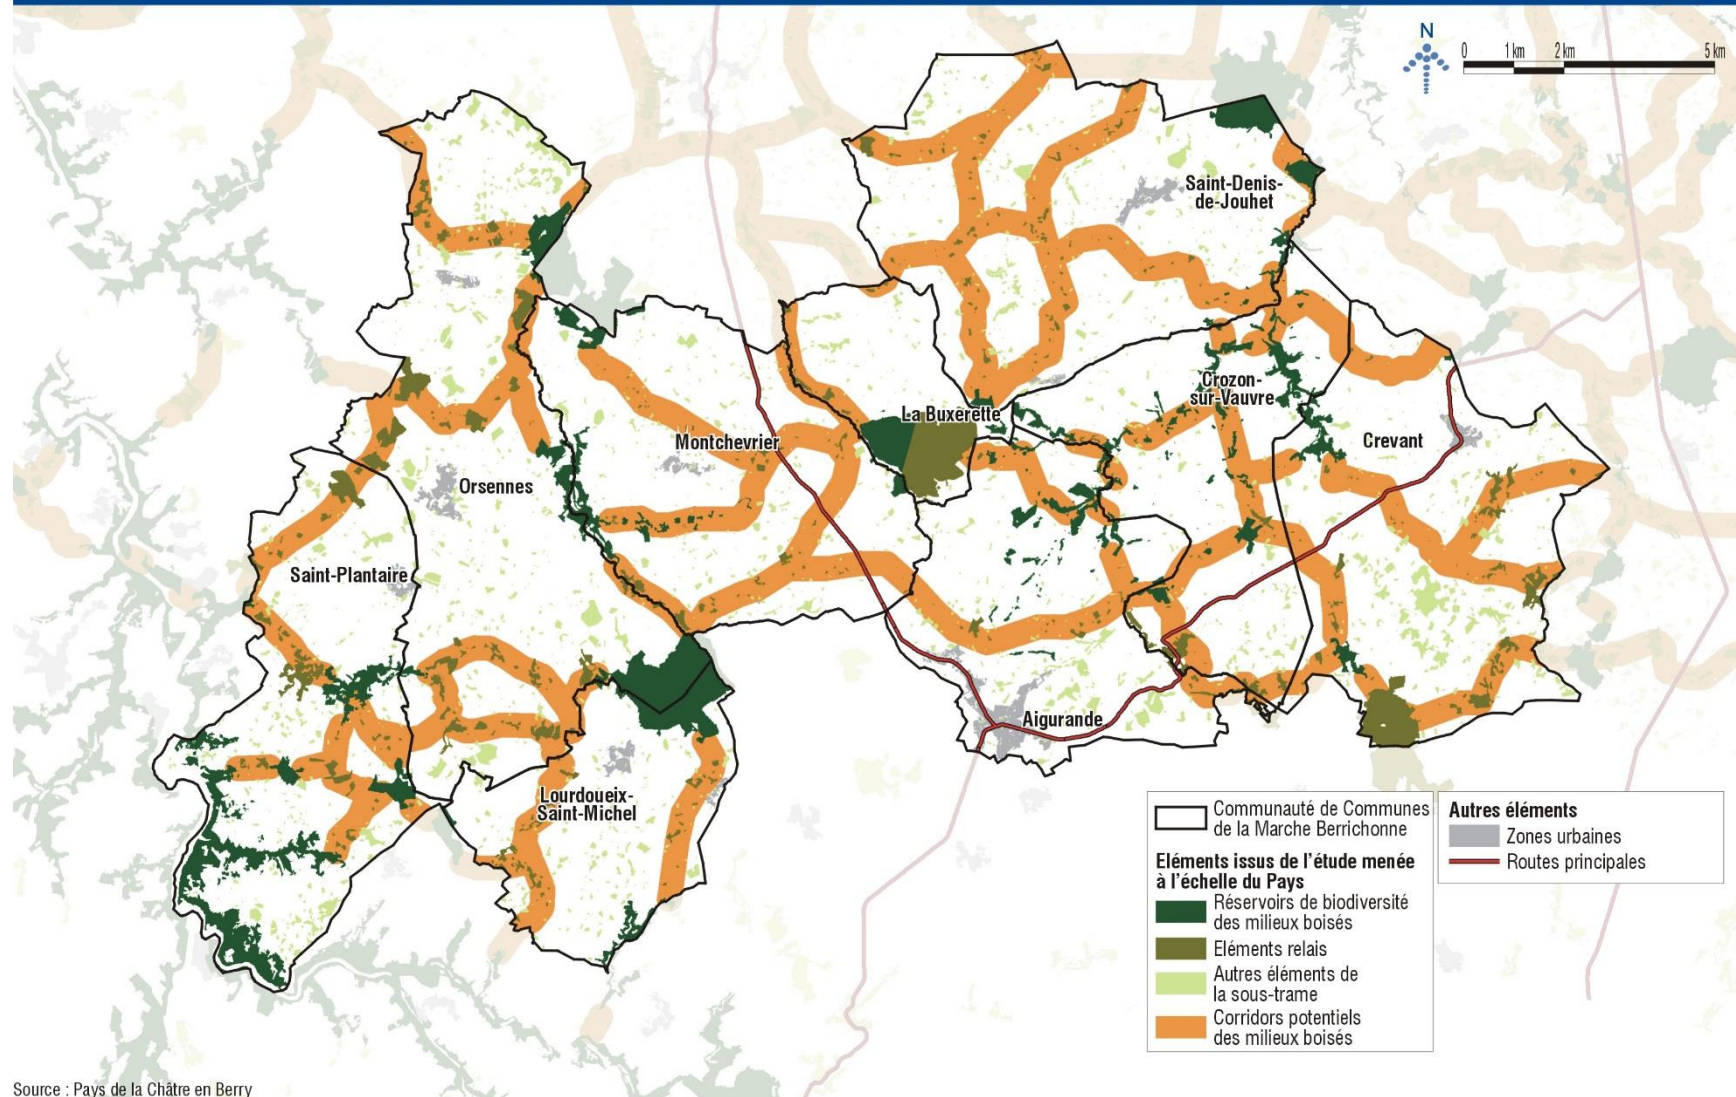 N
0 1 km 2 km 5 km
Saint-Denis-
de-Jouhet
Crozon-
sur-Vauvre
La Buxerette
Montchevrier
Crevant
Orsennes
Saint-Plantaire
Aigurande
Lourdoueix-
Saint-Michel
Communauté de Communes
de la Marche Berrichonne
Eléments issus de l'étude menée
à l'échelle du Pays
Réservoirs de biodiversité
des milieux boisés
Eléments relais
Autres éléments de
la sous-trame
Corridors potentiels
des milieux boisés
Autres éléments
Zones urbaines
Routes principales
Source : Pays de la Châtre en Berry